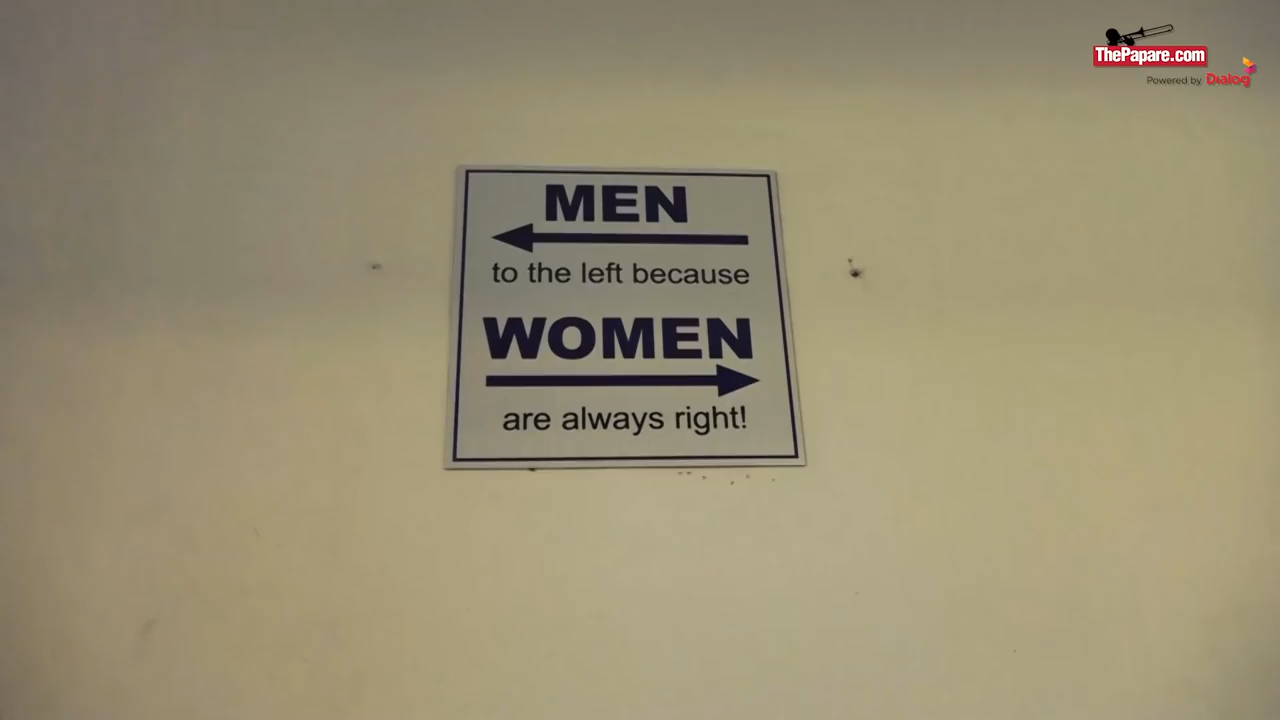 ThePapare.com
Powered by Dialog
MEN
to the left because
WOMEN
are always right!